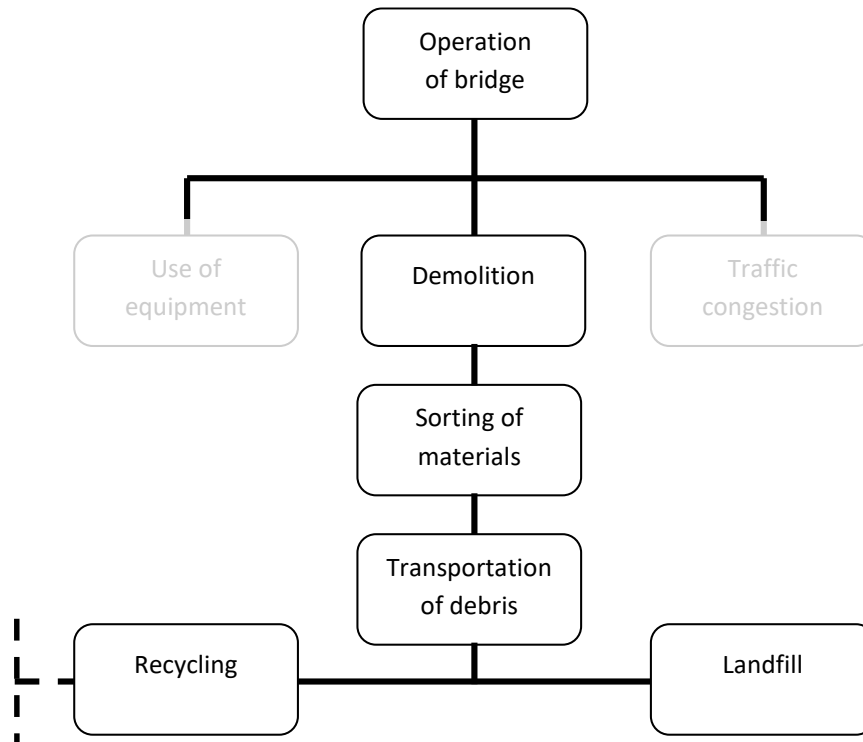 Operation
of bridge
Use of
equipment
Demolition
Traffic
congestion
Sorting of
materials
Transportation
of debris
Recycling
Landfill